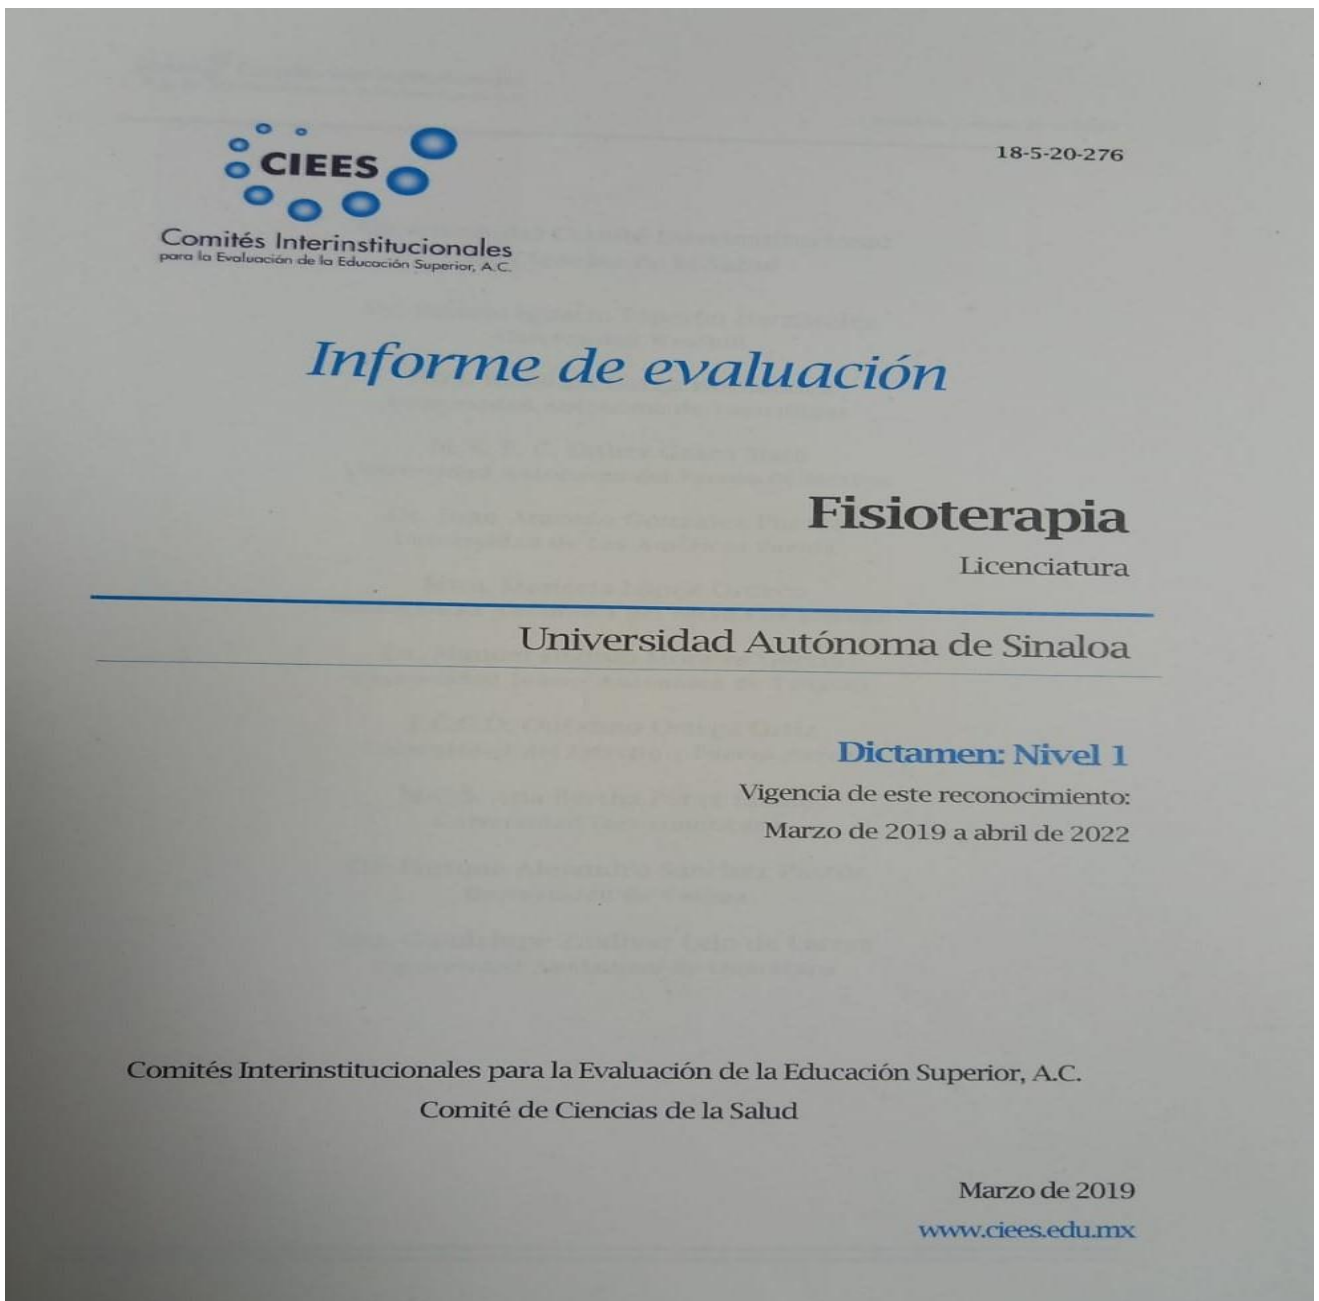 18-5-20-276
CIEES
Comités Interinstitucionales
para la Evaluación de la Educación Superior, A.C.
Informe de evaluación
Fisioterapia
Licenciatura
Universidad Autónoma de Sinaloa
Dictamen: Nivel 1
Vigencia de este reconocimiento:
Marzo de 2019 a abril de 2022
Comités Interinstitucionales para la Evaluación de la Educación Superior, A.C.
Comité de Ciencias de la Salud
Marzo de 2019
www.ciees.edu.mx